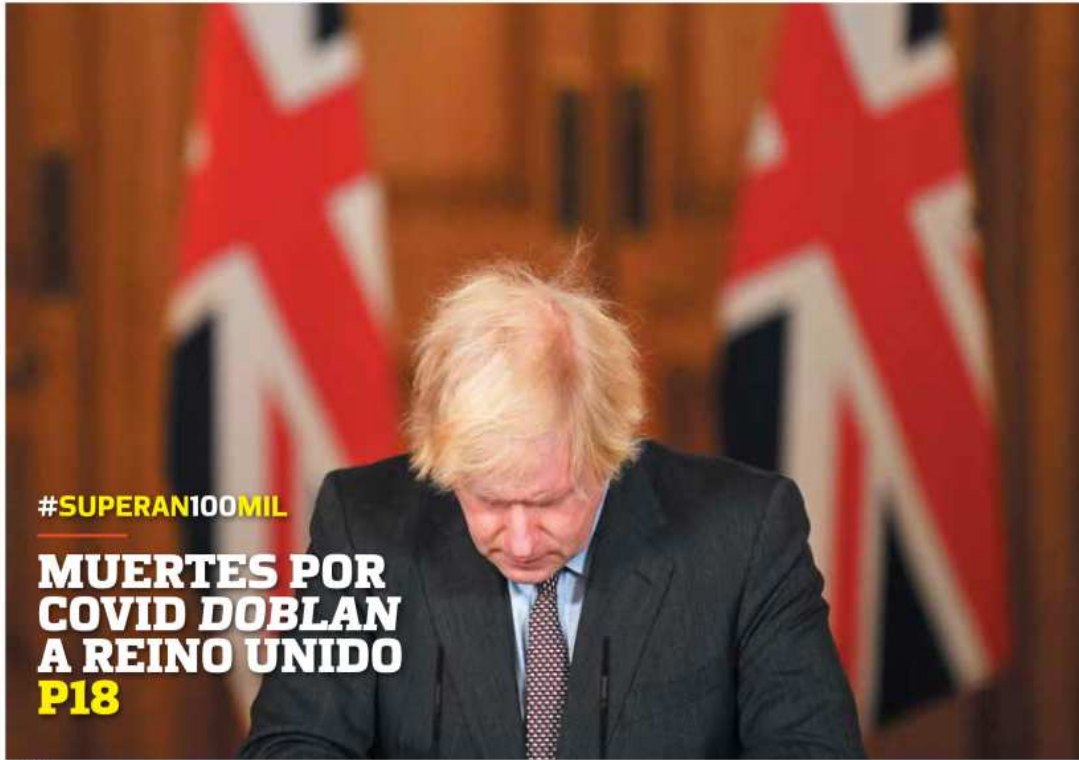 #SUPERAN100MIL
MUERTES POR
COVID DOBLAN
A REINO UNIDO
P18